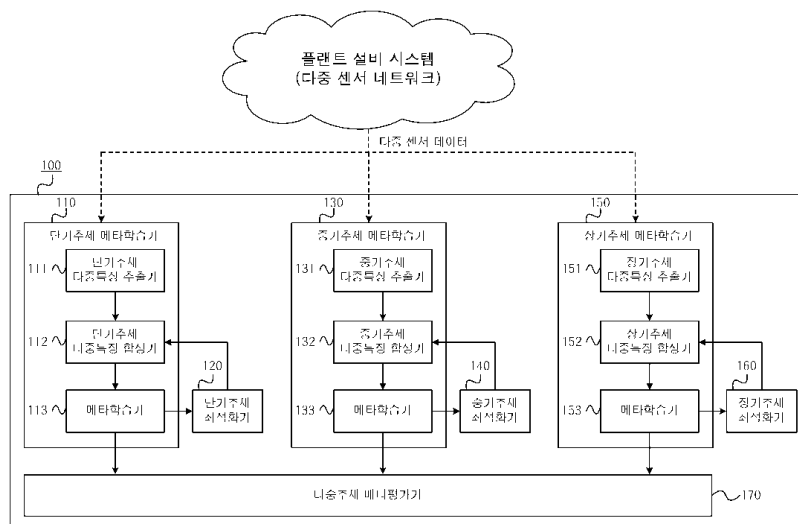 플랜트 설비 시스템
(다중 센서 네트워크)
다중 센서 데이터
100
110
단기추세 메타학습기
111
단기추세
다중특징 추출기
112
단기추세
다중특징 합성기
113
메타학습기
120
단기추세
최적화기
130
중기추세 메타학습기
131
중기추세
다중특징 추출기
132
중기추세
다중특징 합성기
133
메타학습기
140
중기추세
최적화기
150
장기추세 메타학습기
151
장기추세
다중특징 추출기
152
장기추세
다중특징 합성기
153
메타학습기
160
장기추세
최적화기
다중추세 메타평가기
170